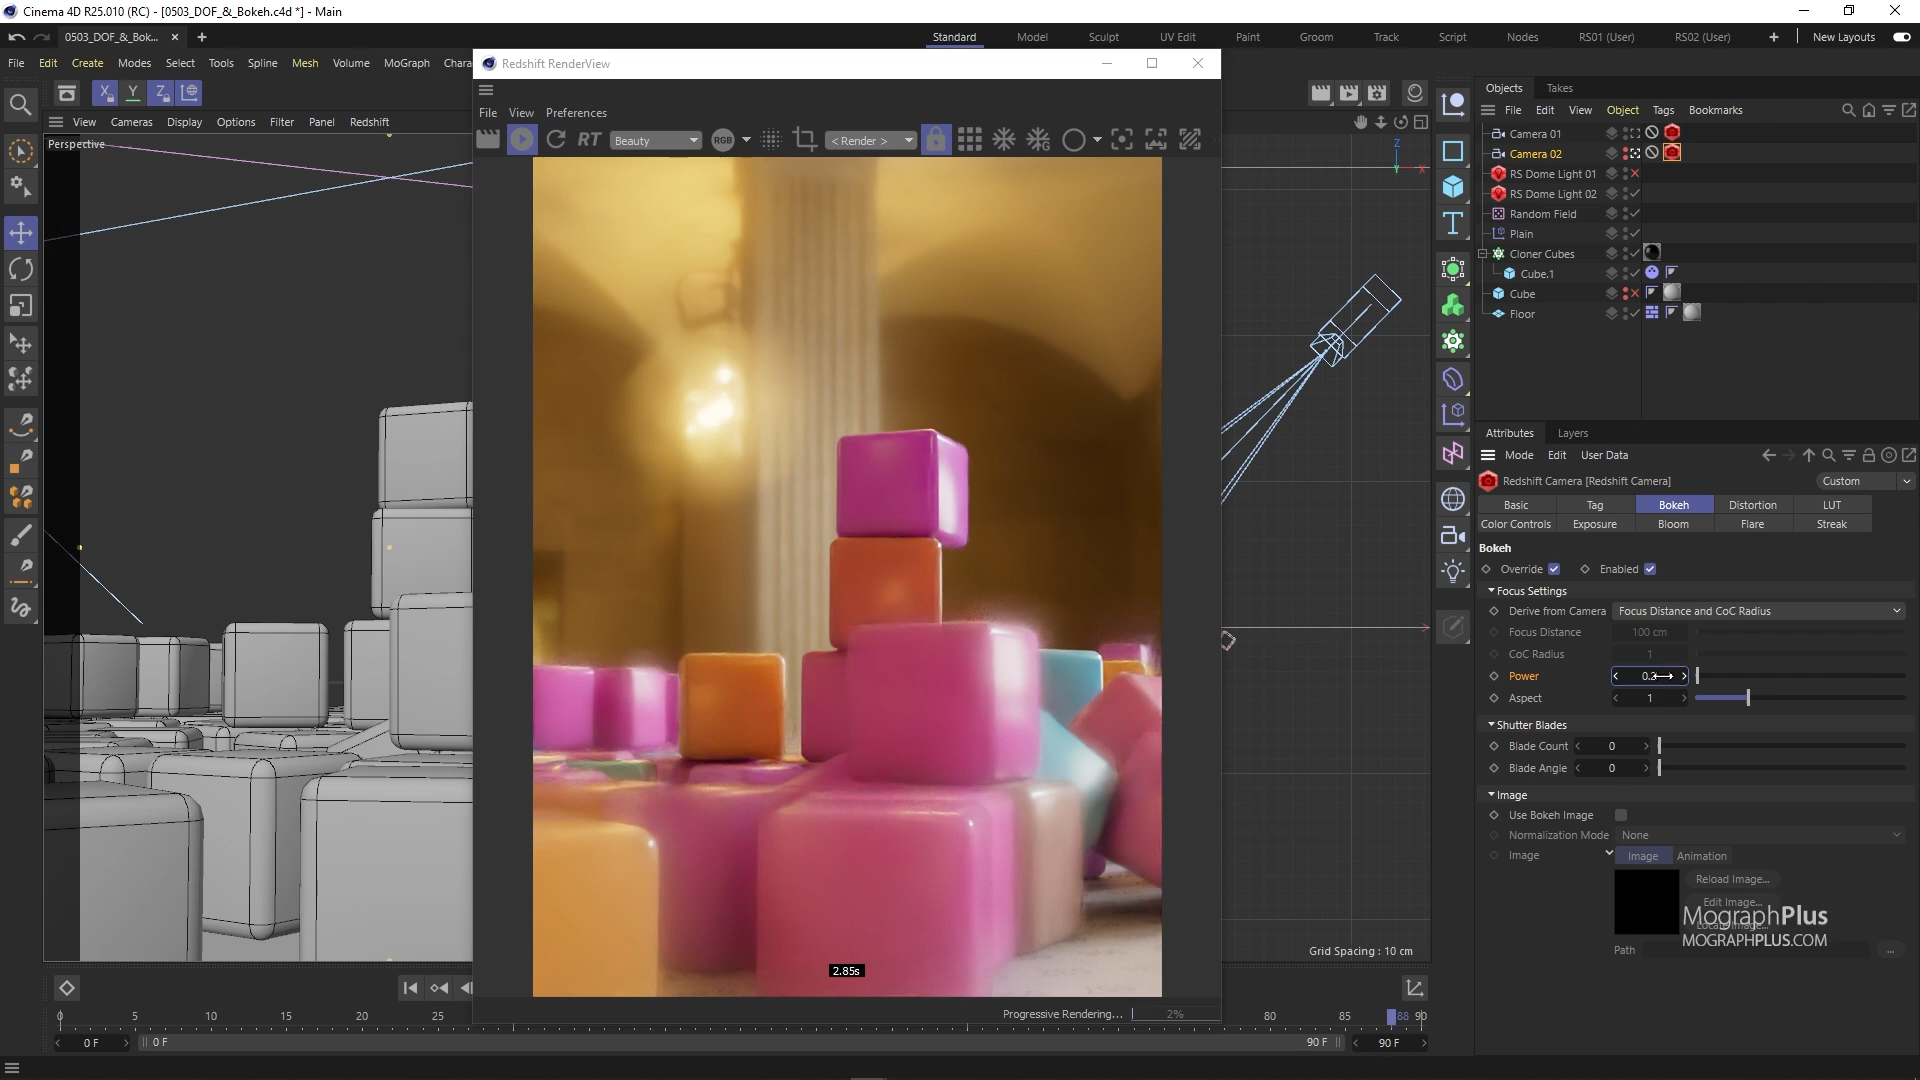 Cinema 4D R25.010 (RC) - [0503_DOF_&_Bokeh.c4d *] - Main
0503_DOF_&_Bok...
Standard Model Sculpt UV Edit Paint Groom Track Script Nodes RS01 (User) RS02 (User) New Layouts
File Edit Create Modes Select Tools Spline Mesh Volume MoGraph Chara
Redshift RenderView
Objects Takes
X Y Z
File Edit View Object Tags Bookmarks
View Cameras Display Options Filter Panel Redshift
File View Preferences
Perspective
RT Beauty RGB < Render >
Z
X
Y
Camera 01
Camera 02
RS Dome Light 01
RS Dome Light 02
Random Field
Plain
Cloner Cubes
Cube.1
Cube
Floor
Attributes Layers
Mode Edit User Data
Redshift Camera [Redshift Camera] Custom
Basic Tag Bokeh Distortion LUT
Color Controls Exposure Bloom Flare Streak
Bokeh
Override Enabled
Focus Settings
Derive from Camera Focus Distance and CoC Radius
Focus Distance 100 cm
CoC Radius 1
Power
Aspect 1
Shutter Blades
Blade Count 0
Blade Angle 0
Image
Use Bokeh Image
Normalization Mode None
Image Image Animation
Reload Image...
Edit Image...
MographPlus
MOGRAPHPLUS.COM
Path ...
Grid Spacing : 10 cm
2.85s
Progressive Rendering... 2%
0 5 10 15 20 25 80 85 88 90
0 F 0 F 90 F 90 F